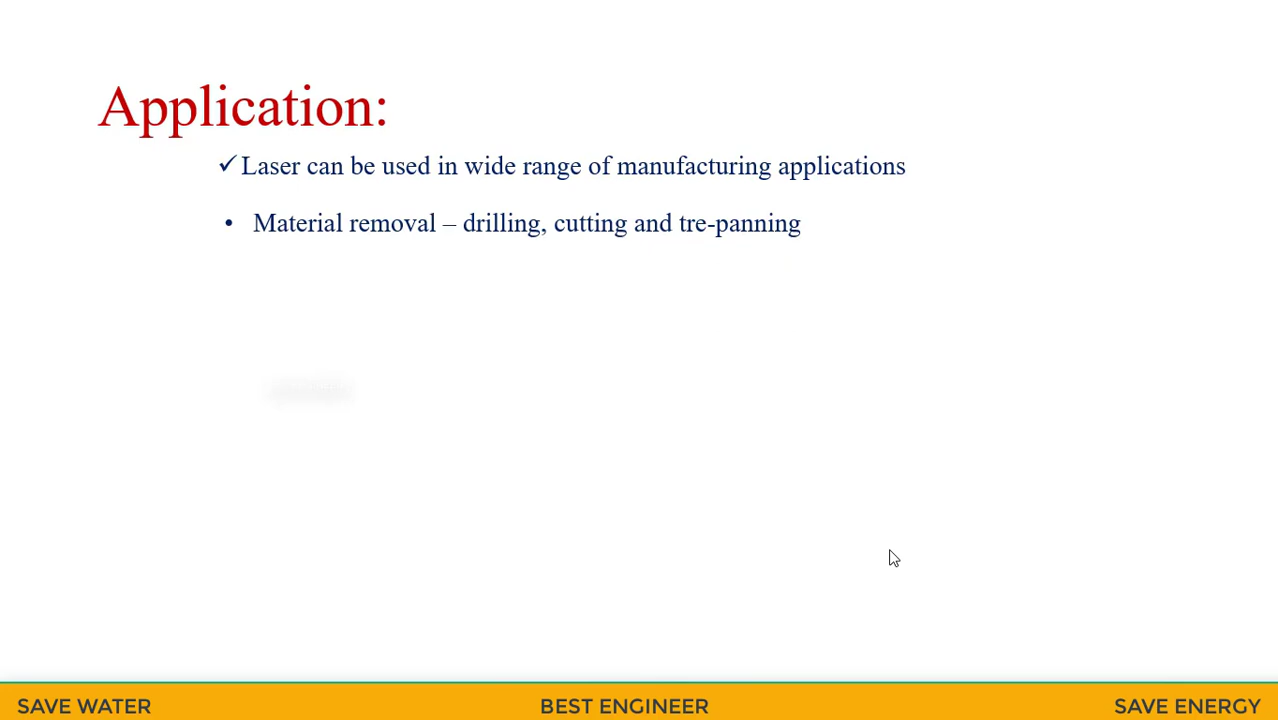 Application:
✓Laser can be used in wide range of manufacturing applications
• Material removal – drilling, cutting and tre-panning
SAVE WATER
BEST ENGINEER
SAVE ENERGY